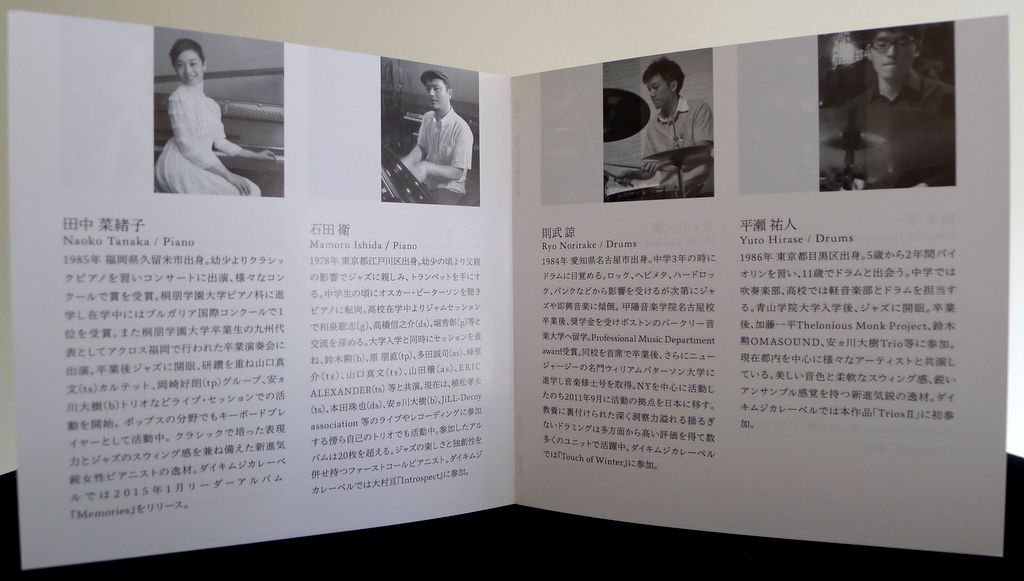 田中 菜緒子
Naoko Tanaka / Piano
1985年 福岡県久留米市出身。幼少よりクラシッ
クピアノを習いコンサートに出演、様々なコン
クールで賞を受賞。桐朋学園大学ピアノ科に進
学し在学中にはブルガリア国際コンクールで1
位を受賞。また桐朋学園大学卒業生の九州代
表としてアクロス福岡で行われた卒業演奏会に
出演。卒業後ジャズに開眼、研鑽を重ね山口真
文(ts)カルテット、岡崎好朗(tp)グループ、安ヵ
川大樹(b)トリオなどライブ・セッションでの活
動を開始。ポップスの分野でもキーボードプレ
イヤーとして活動中。クラシックで培った表現
力とジャズのスウィング感を兼ね備えた新進気
鋭女性ピアニストの逸材。ダイキムジカレーベ
ルでは2015年1月リーダーアルバム
『Memories』をリリース。
石田 衛
Mamoru Ishida / Piano
1978年 東京都江戸川区出身。幼少の頃より父親
の影響でジャズに親しみ、トランペットを手にす
る。中学生の頃にオスカー・ピーターソンを聴き
ピアノに転向。高校在学中よりジャムセッション
で和泉聡志(g)、高橋信之介(ds)、堀秀彰(p)等と
交流を深める。大学入学と同時にセッションを重
ね、鈴木勲(b)、原 朋直(tp)、多田誠司(as)、蜂厚
介(ts)、山口真文(ts)、山田穣(as)、ERIC
ALEXANDER(ts)等と共演。現在は、植松孝夫
(ts)、本田珠也(ds)、安ヵ川大樹(b)、JiLL-Decoy
association 等のライブやレコーディングに参加
する傍ら自己のトリオでも活動中。参加したアル
バムは20枚を超える。ジャズの楽しさと独創性を
併せ持つファーストコールピアニスト。ダイキムジ
カレーベルでは大村亘『Introspect』に参加。
則武 諒
Ryo Noritake / Drums
1984年 愛知県名古屋市出身。中学3年の時に
ドラムに目覚める。ロック、ヘビメタ、ハードロッ
ク、パンクなどから影響を受けるが次第にジャ
ズや即興音楽に傾倒。甲陽音楽学院名古屋校
卒業後、奨学金を受けボストンのバークリー音
楽大学へ留学。Professional Music Department
award受賞。同校を首席で卒業後、さらにニュー
ジャージーの名門ウィリアムパターソン大学に
進学し音楽修士号を取得。NYを中心に活動し
たのち2011年9月に活動の拠点を日本に移す。
教養に裏付けられた深く洞察力溢れる揺るぎ
ないドラミングは多方面から高い評価を得て数
多くのユニットで活躍中。ダイキムジカレーベル
では『Touch of Winter』に参加。
平瀬 祐人
Yuto Hirase / Drums
1986年 東京都目黒区出身。5歳から2年間バイ
オリンを習い、11歳でドラムと出会う。中学では
吹奏楽部、高校では軽音楽部とドラムを担当す
る。青山学院大学入学後、ジャズに開眼。卒業
後、加藤一平Thelonious Monk Project、鈴木
勲OMASOUND、安ヵ川大樹Trio等に参加。
現在都内を中心に様々なアーティストと共演し
ている。美しい音色と柔軟なスウィング感、鋭い
アンサンブル感覚を持つ新進気鋭の逸材。ダイ
キムジカレーベルでは本作品「TriosⅡ」に初参
加。